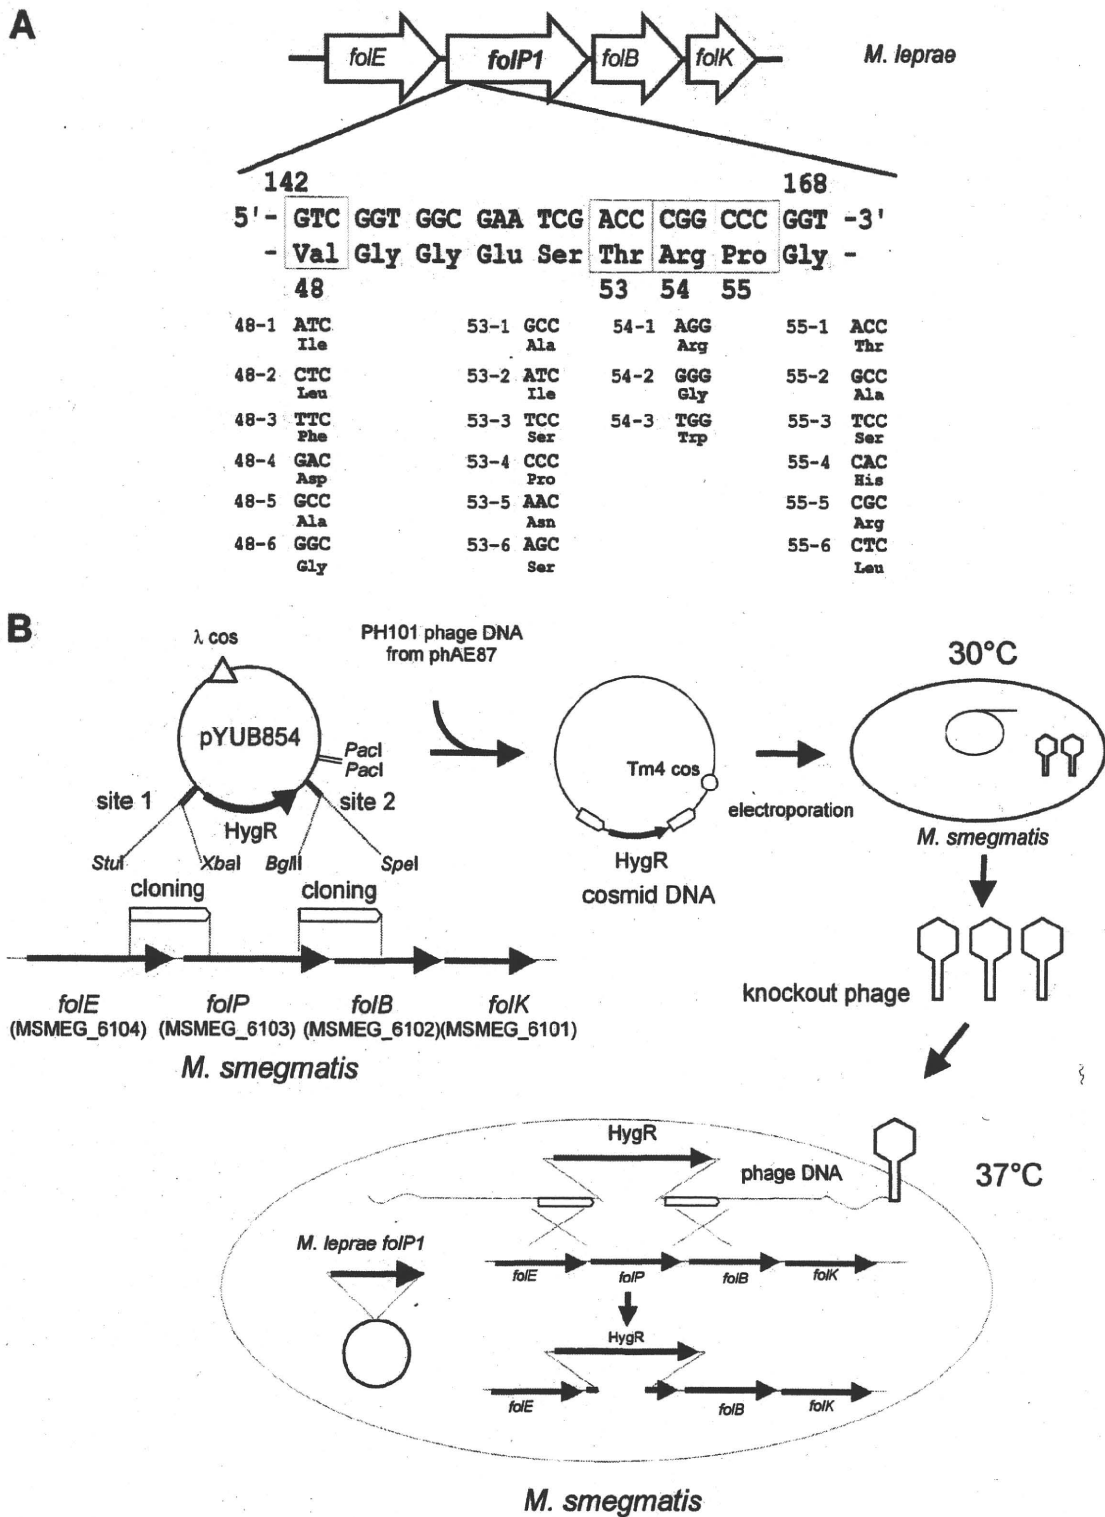 A
folE folP1 folB folK M. leprae
142 168
5'- GTC GGT GGC GAA TCG ACC CGG CCC GGT -3'
- Val Gly Gly Glu Ser Thr Arg Pro Gly -
48 53 54 55
48-1 ATC 53-1 GCC 54-1 AGG 55-1 ACC
Ile Ala Arg Thr
48-2 CTC 53-2 ATC 54-2 GGG 55-2 GCC
Leu Ile Gly Ala
48-3 TTC 53-3 TCC 54-3 TGG 55-3 TCC
Phe Ser Trp Ser
48-4 GAC 53-4 CCC 55-4 CAC
Asp Pro His
48-5 GCC 53-5 AAC 55-5 CGC
Ala Asn Arg
48-6 GGC 53-6 AGC 55-6 CTC
Gly Ser Leu
B
λ cos
pYUB854
PacI
PacI
site 1 site 2
HygR
StuI XbaI BglII SpeI
cloning cloning
folE folP folB folK
(MSMEG_6104) (MSMEG_6103) (MSMEG_6102) (MSMEG_6101)
M. smegmatis
PH101 phage DNA
from phAE87
Tm4 cos
HygR
cosmid DNA
electroporation
30°C
M. smegmatis
knockout phage
37°C
HygR
phage DNA
M. leprae folP1
folE folP folB folK
HygR
folE folB folK
M. smegmatis